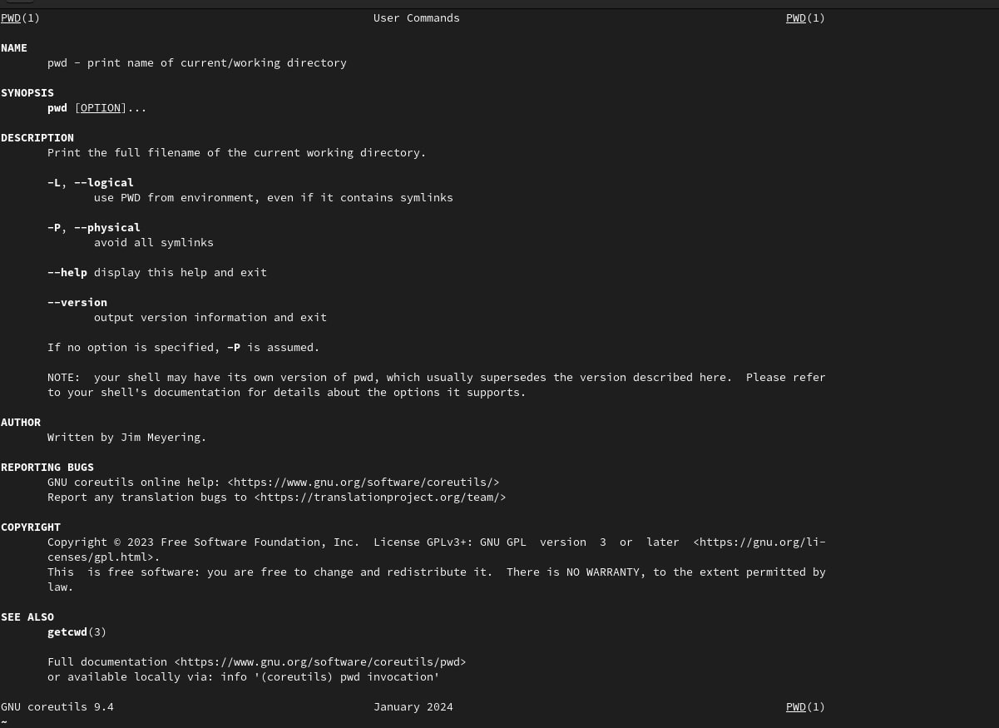 PWD(1) User Commands PWD(1)
NAME
pwd - print name of current/working directory
SYNOPSIS
pwd [OPTION]...
DESCRIPTION
Print the full filename of the current working directory.
-L, --logical
use PWD from environment, even if it contains symlinks
-P, --physical
avoid all symlinks
--help display this help and exit
--version
output version information and exit
If no option is specified, -P is assumed.
NOTE:  your shell may have its own version of pwd, which usually supersedes the version described here.  Please refer
to your shell's documentation for details about the options it supports.
AUTHOR
Written by Jim Meyering.
REPORTING BUGS
GNU coreutils online help: <https://www.gnu.org/software/coreutils/>
Report any translation bugs to <https://translationproject.org/team/>
COPYRIGHT
Copyright © 2023 Free Software Foundation, Inc.  License GPLv3+: GNU GPL  version  3  or  later  <https://gnu.org/li-
censes/gpl.html>.
This  is free software: you are free to change and redistribute it.  There is NO WARRANTY, to the extent permitted by
law.
SEE ALSO
getcwd(3)
Full documentation <https://www.gnu.org/software/coreutils/pwd>
or available locally via: info '(coreutils) pwd invocation'
GNU coreutils 9.4 January 2024 PWD(1)
~